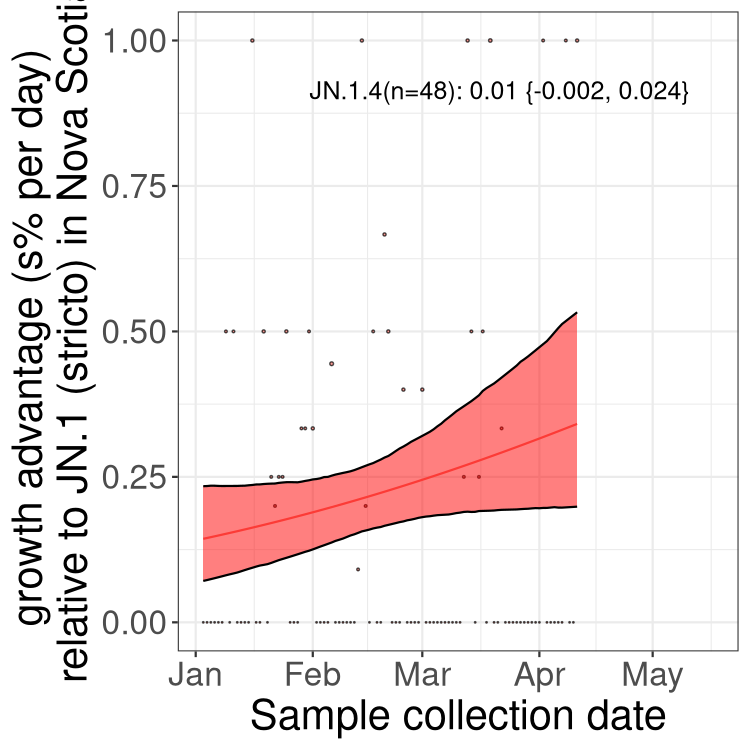 growth advantage (s% per day)
relative to JN.1 (stricto) in Nova Scotia
1.00
0.75
0.50
0.25
0.00
JN.1.4(n=48): 0.01 {-0.002, 0.024}
Jan Feb Mar Apr May
Sample collection date